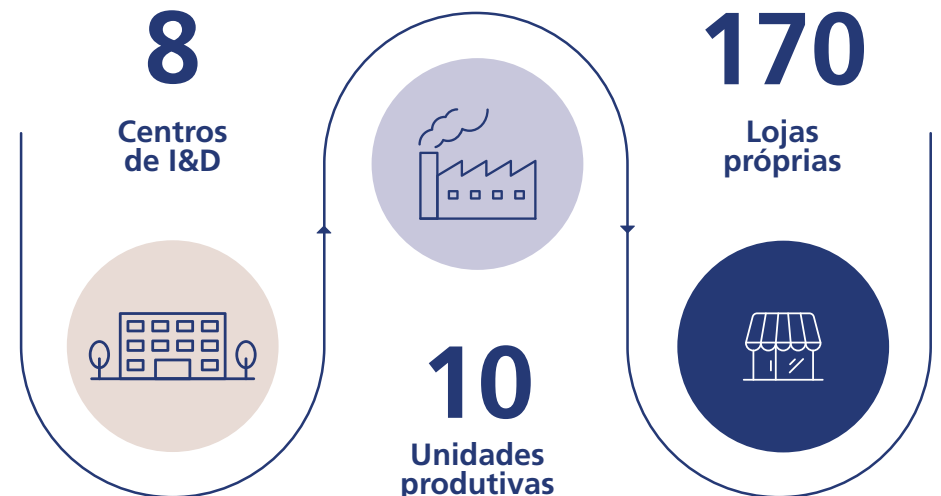 8
Centros
de I&D
170
Lojas
próprias
10
Unidades
produtivas